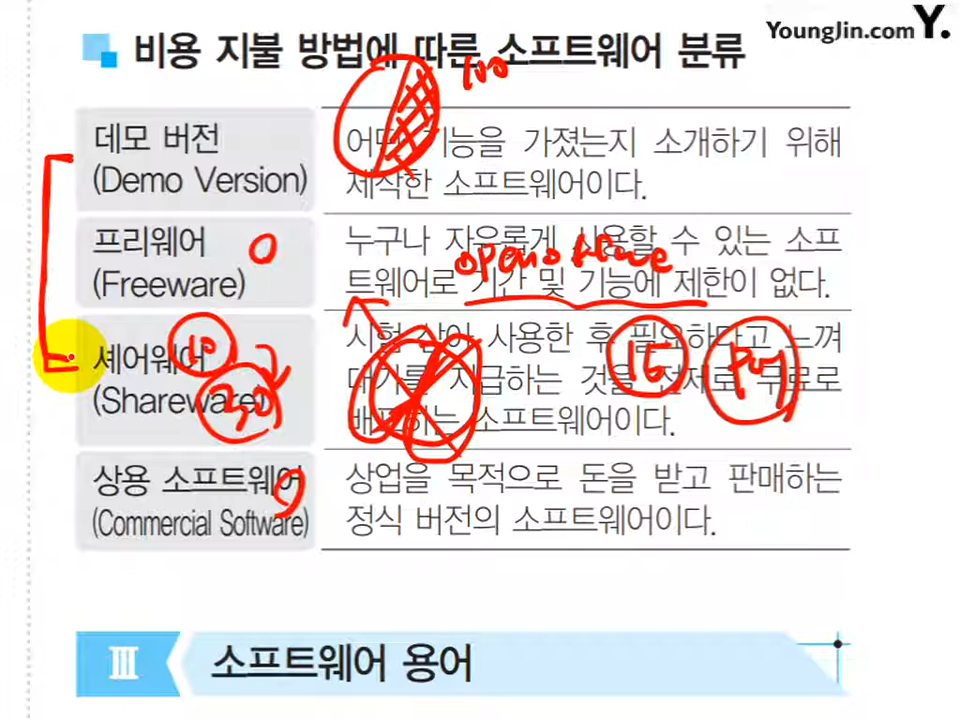 YoungJin.com Y.
비용 지불 방법에 따른 소프트웨어 분류
100
데모 버전
(Demo Version)
어떤 기능을 가졌는지 소개하기 위해
제작한 소프트웨어이다.
프리웨어
(Freeware)
누구나 자유롭게 사용할 수 있는 소프
트웨어로 기간 및 기능에 제한이 없다.
셰어웨어
(Shareware)
시험 삼아 사용한 후 필요하다고 느껴
대가를 지급하는 것을 전제로 무료로
배포하는 소프트웨어이다.
10
15
상용 소프트웨어
(Commercial Software)
상업을 목적으로 돈을 받고 판매하는
정식 버전의 소프트웨어이다.
Ⅲ 소프트웨어 용어